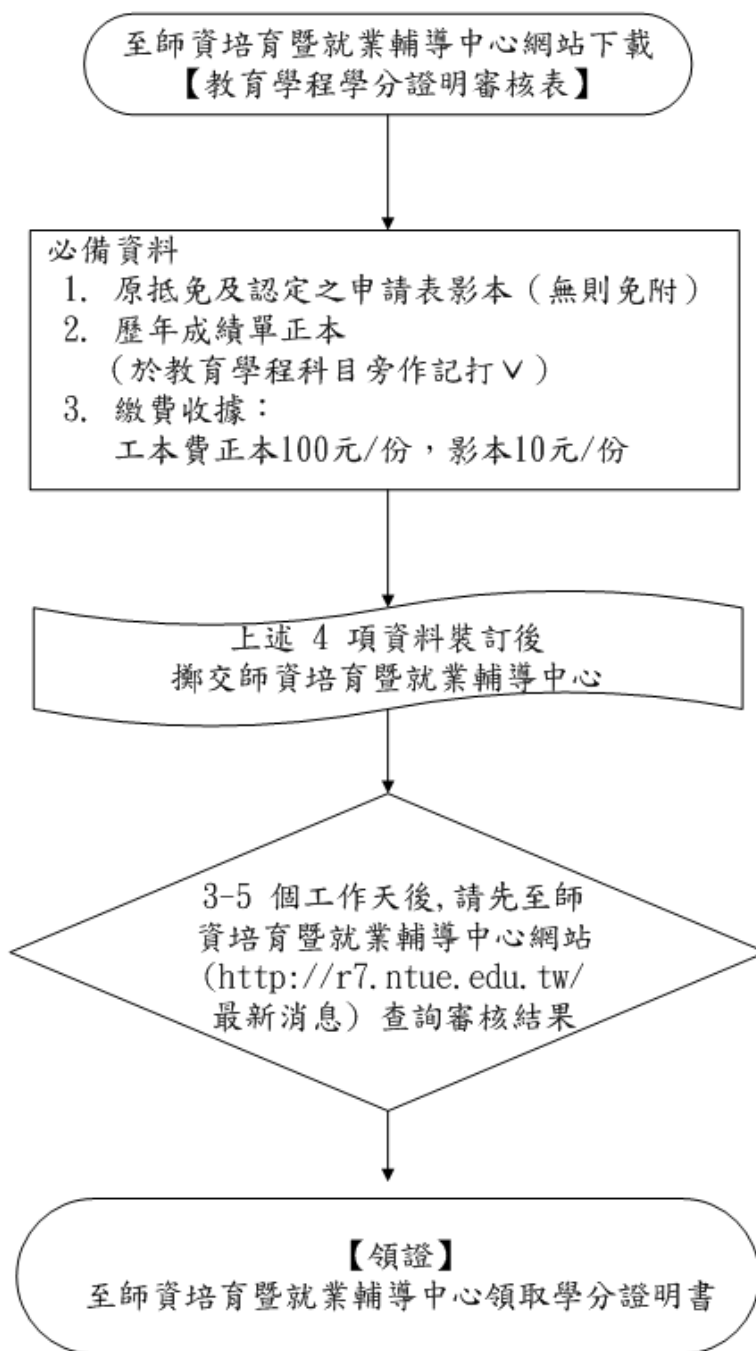 至師資培育暨就業輔導中心網站下載
【教育學程學分證明審核表】
必備資料
1. 原抵免及認定之申請表影本（無則免附）
2. 歷年成績單正本
（於教育學程科目旁作記打∨）
3. 繳費收據：
工本費正本100元/份，影本10元/份
上述 4 項資料裝訂後
擲交師資培育暨就業輔導中心
3-5 個工作天後,請先至師
資培育暨就業輔導中心網站
(http://r7.ntue.edu.tw/
最新消息) 查詢審核結果
【領證】
至師資培育暨就業輔導中心領取學分證明書